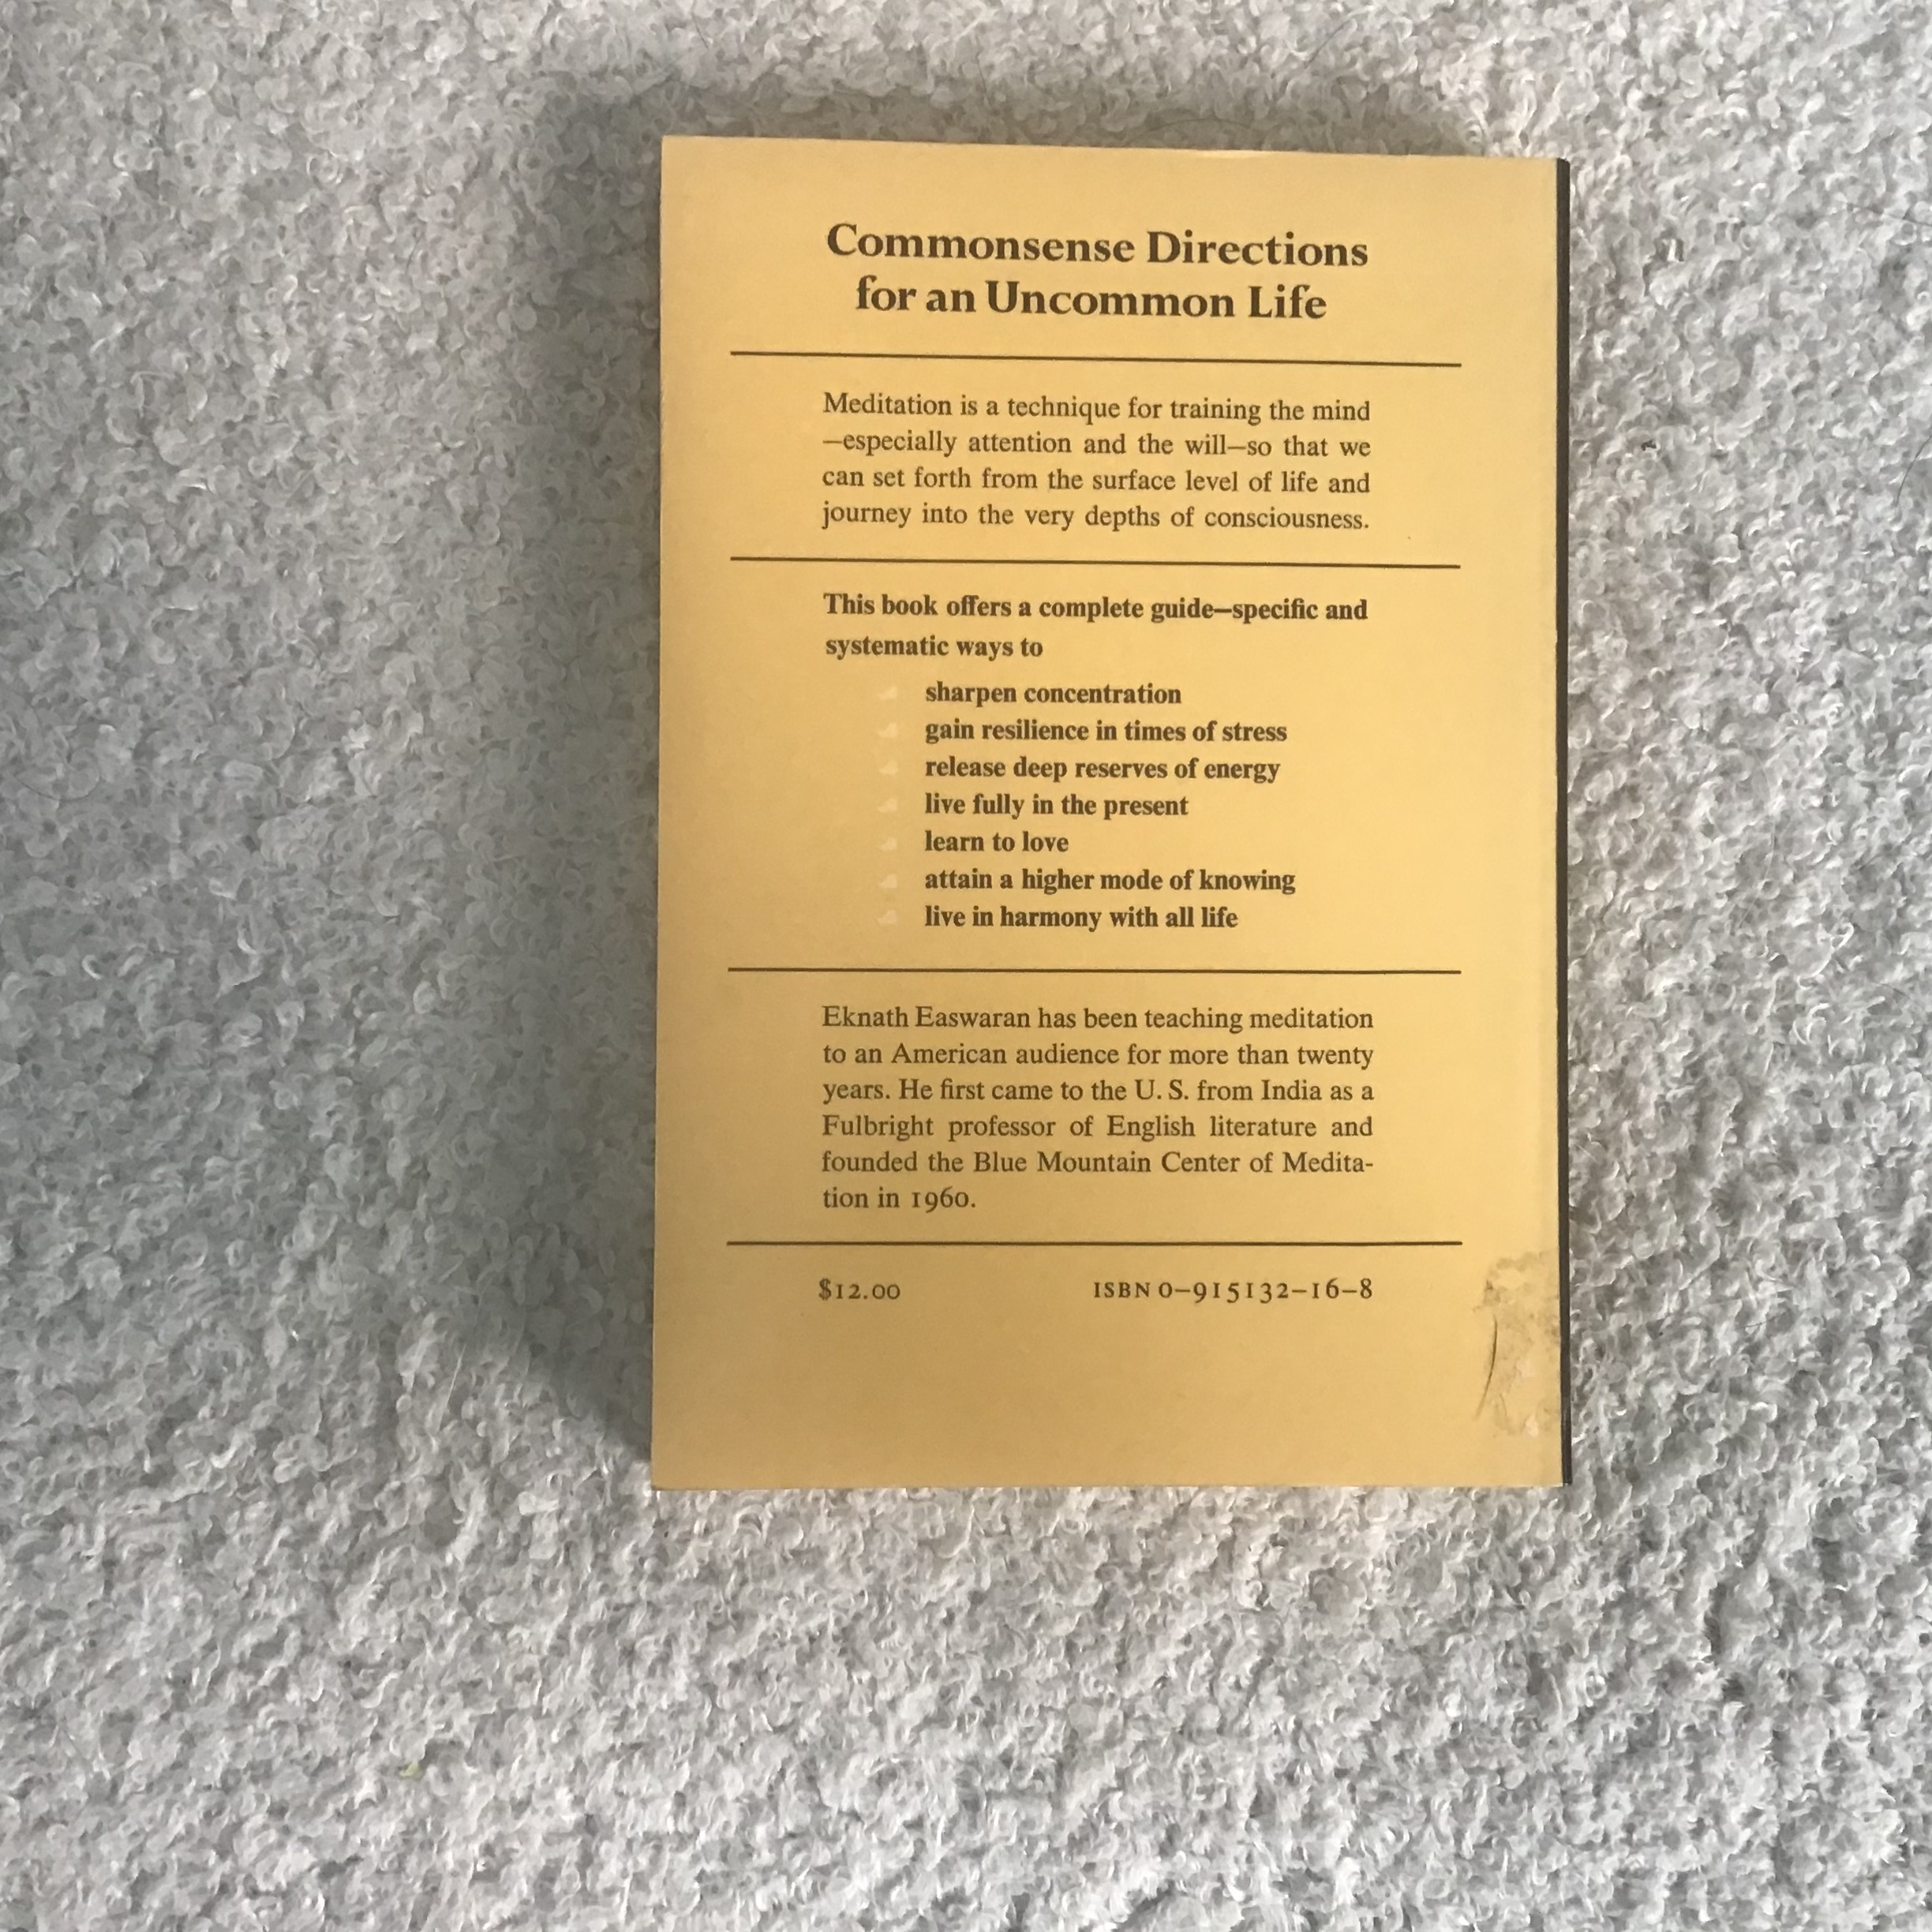 Commonsense Directions
for an Uncommon Life
Meditation is a technique for training the mind
—especially attention and the will—so that we
can set forth from the surface level of life and
journey into the very depths of consciousness.
This book offers a complete guide—specific and
systematic ways to
sharpen concentration
gain resilience in times of stress
release deep reserves of energy
live fully in the present
learn to love
attain a higher mode of knowing
live in harmony with all life
Eknath Easwaran has been teaching meditation
to an American audience for more than twenty
years. He first came to the U. S. from India as a
Fulbright professor of English literature and
founded the Blue Mountain Center of Medita-
tion in 1960.
$12.00 ISBN 0–915132–16–8